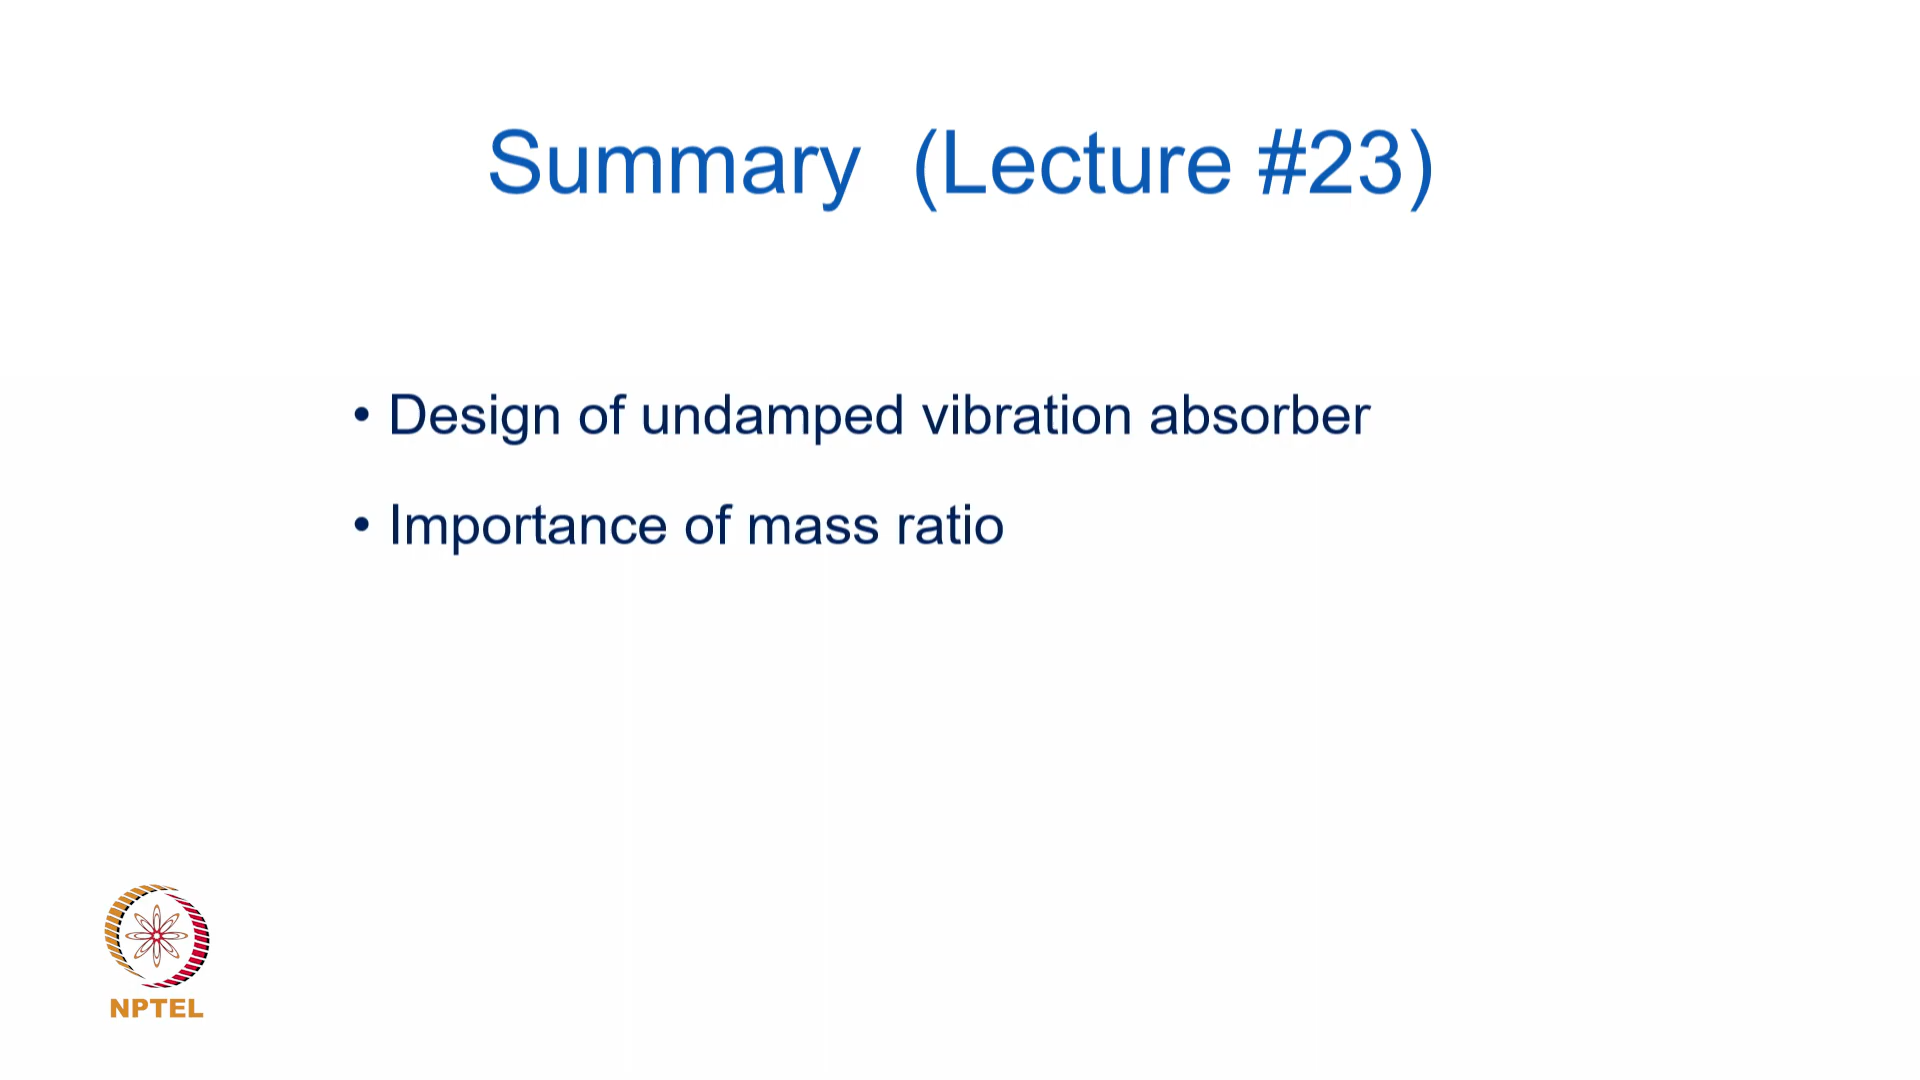 Summary (Lecture #23)
• Design of undamped vibration absorber
• Importance of mass ratio
NPTEL